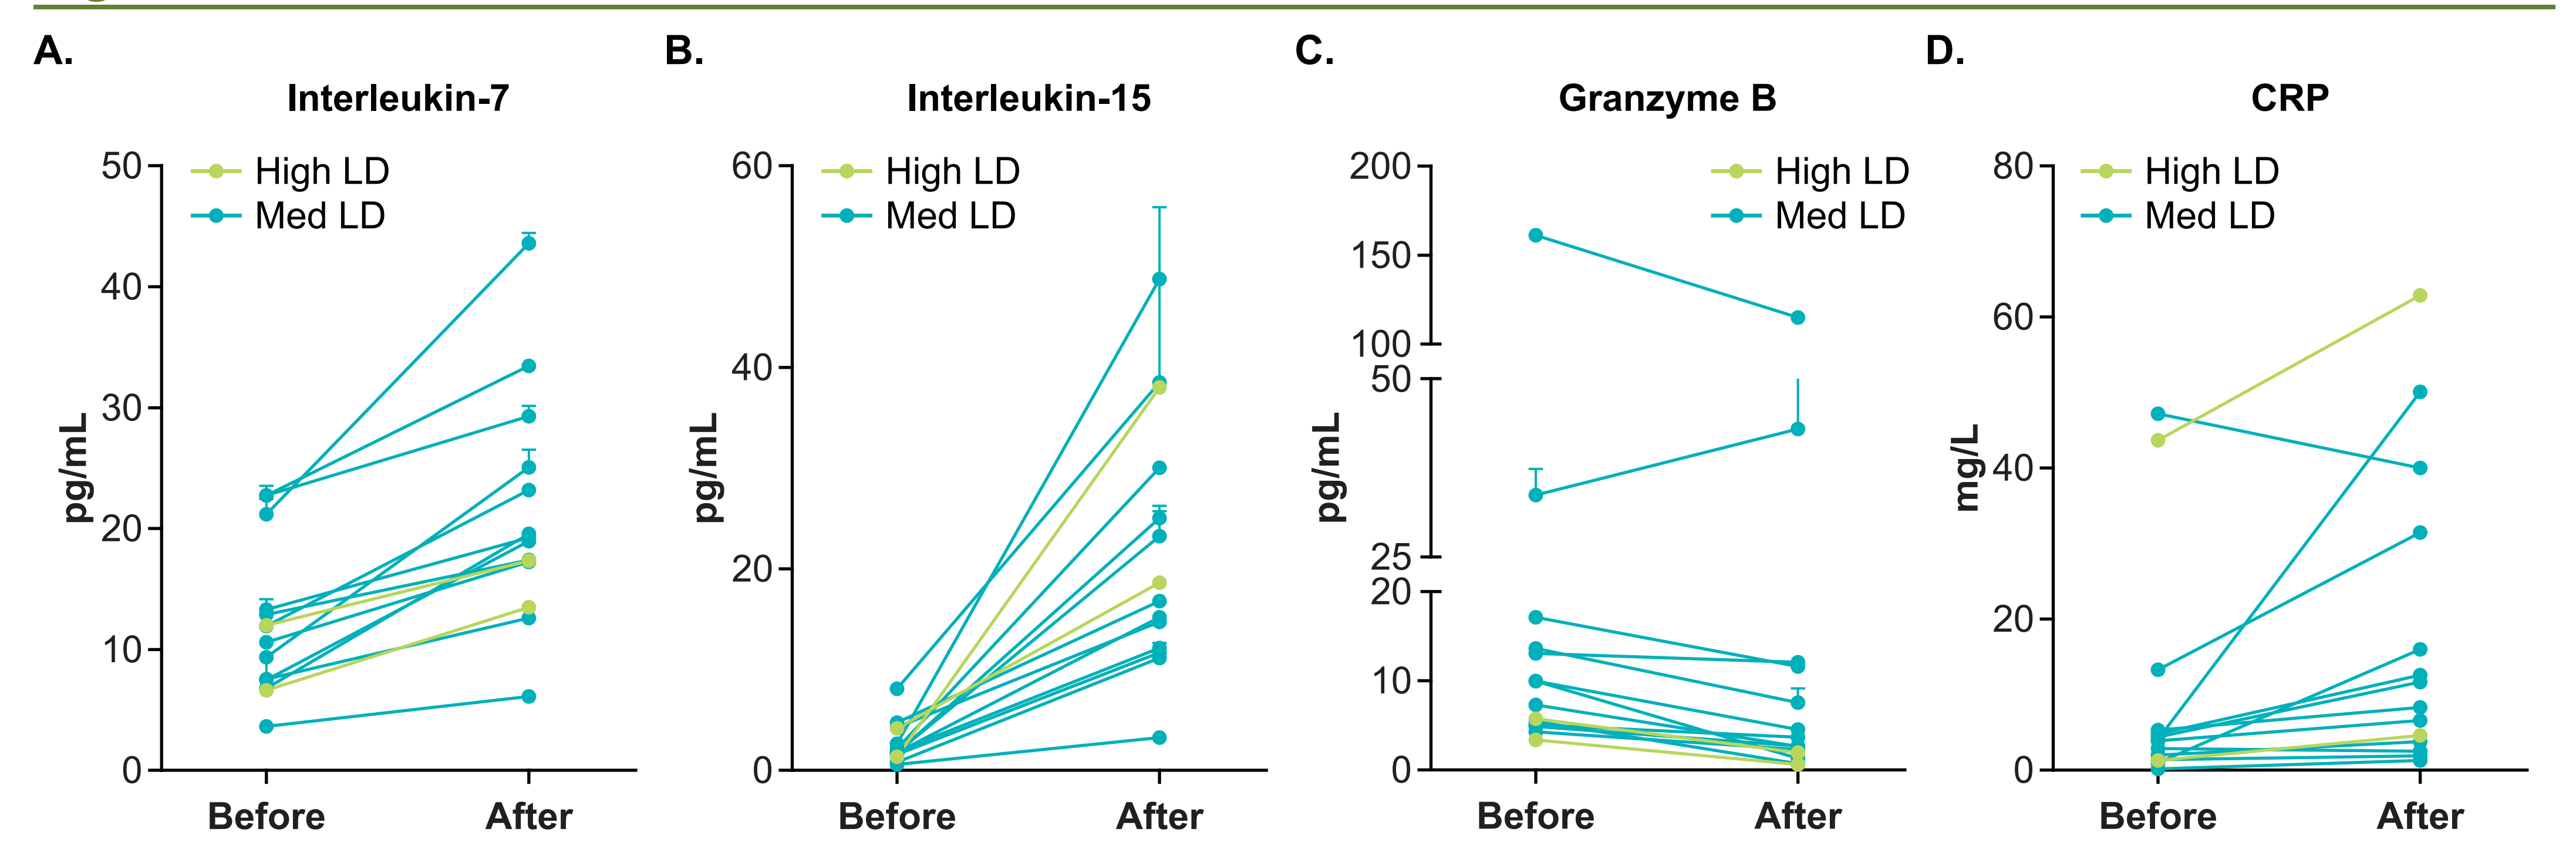 A.
Interleukin-7
High LD
Med LD
50
40
30
20
10
0
pg/mL
Before
After
B.
Interleukin-15
High LD
Med LD
60
40
20
0
pg/mL
Before
After
C.
Granzyme B
High LD
Med LD
200
150
100
50
25
20
10
0
pg/mL
Before
After
D.
CRP
High LD
Med LD
80
60
40
20
0
mg/L
Before
After